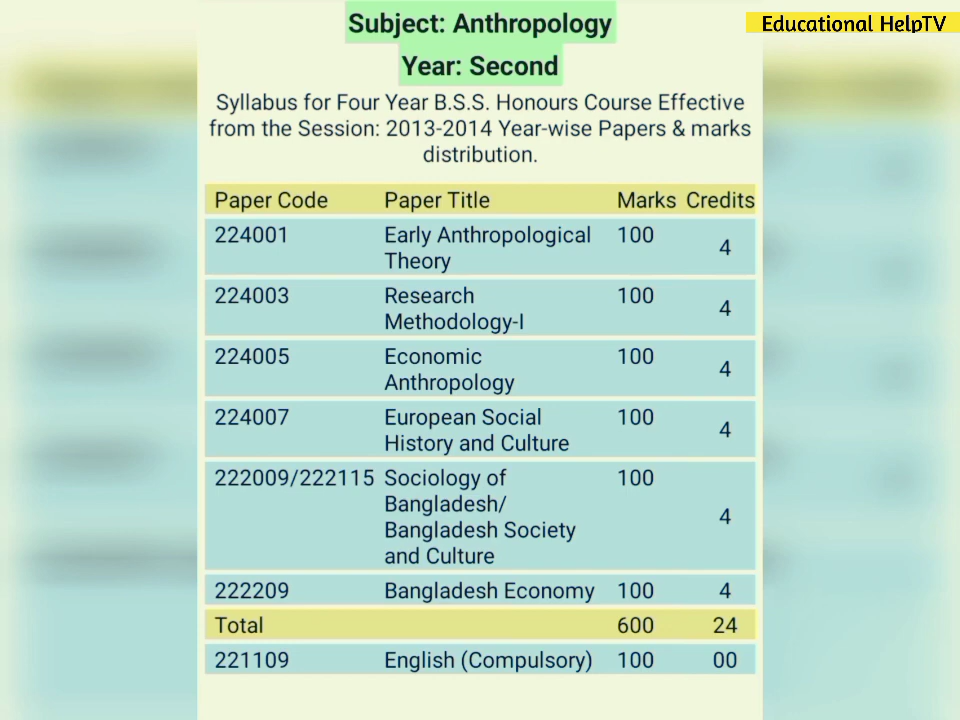 Subject: Anthropology
Educational HelpTV
Year: Second
Syllabus for Four Year B.S.S. Honours Course Effective
from the Session: 2013-2014 Year-wise Papers & marks
distribution.
Paper Code Paper Title Marks Credits
224001 Early Anthropological Theory 100 4
224003 Research Methodology-I 100 4
224005 Economic Anthropology 100 4
224007 European Social History and Culture 100 4
222009/222115 Sociology of Bangladesh/ Bangladesh Society and Culture 100 4
222209 Bangladesh Economy 100 4
Total 600 24
221109 English (Compulsory) 100 00